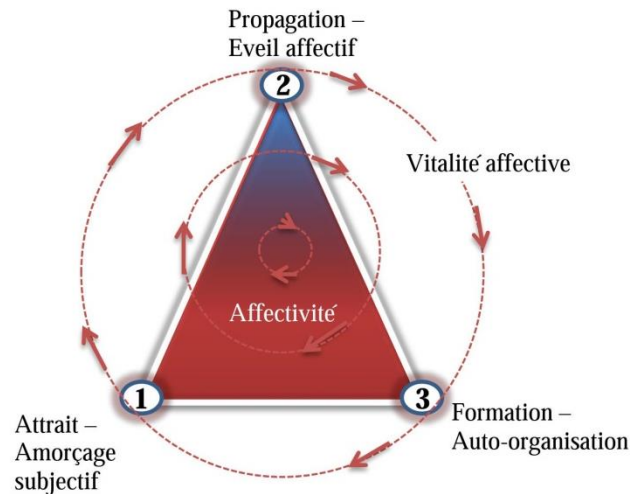 Propagation –
Eveil affectif
2
Vitalité affective
Affectivité
1
3
Attrait –
Amorçage
subjectif
Formation –
Auto-organisation